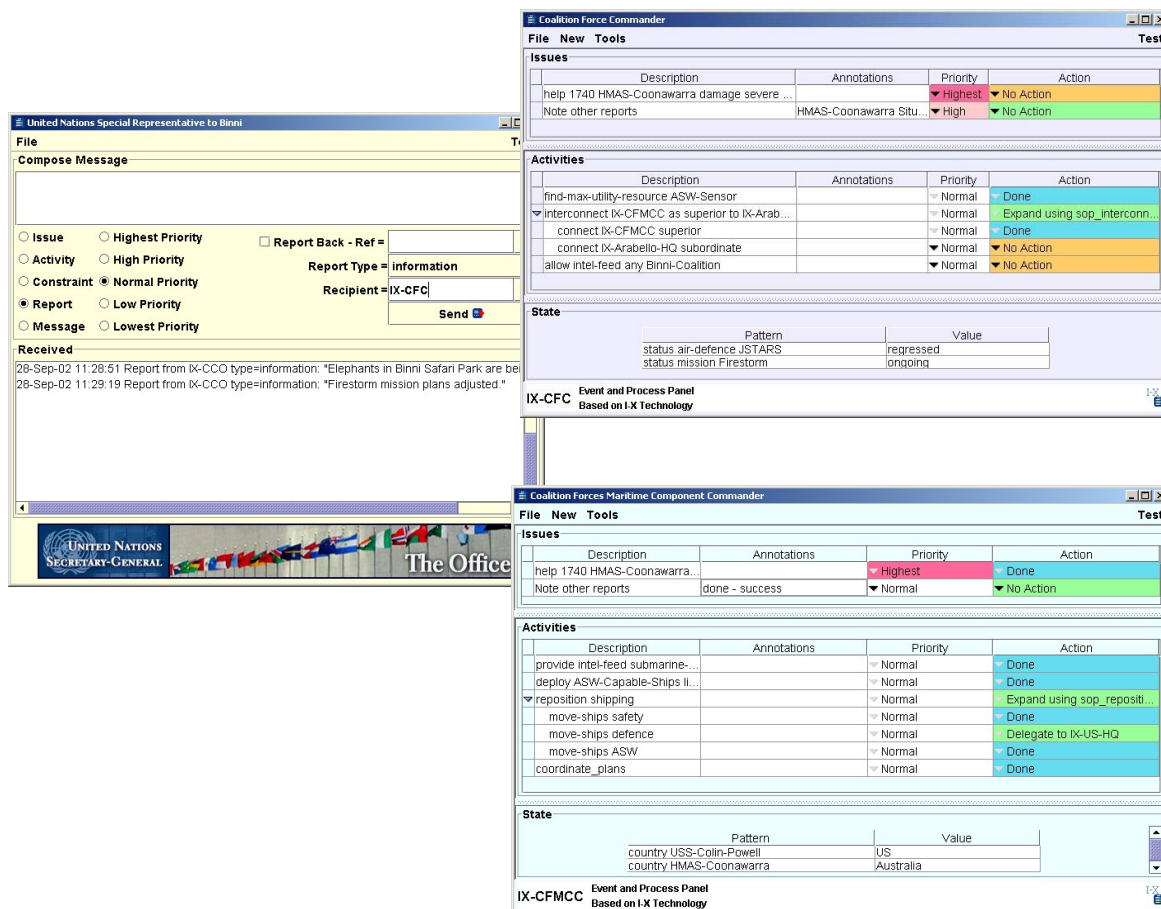 United Nations Special Representative to Binni
File
Compose Message
Issue Highest Priority Report Back - Ref =
Activity High Priority Report Type = information
Constraint Normal Priority Recipient = IX-CFC
Report Low Priority Send
Message Lowest Priority
Received
28-Sep-02 11:28:51 Report from IX-CCO type=information: "Elephants in Binni Safari Park are
28-Sep-02 11:29:19 Report from IX-CCO type=information: "Firestorm mission plans adjusted."
UNITED NATIONS
SECRETARY-GENERAL
The Office
Coalition Force Commander
File New Tools Test
Issues
Description Annotations Priority Action
help 1740 HMAS-Coonawarra damage severe ... Highest No Action
Note other reports HMAS-Coonawarra Situ... High No Action
Activities
Description Annotations Priority Action
find-max-utility-resource ASW-Sensor Normal Done
interconnect IX-CFMCC as superior to IX-Arab... Normal Expand using sop_interconn...
connect IX-CFMCC superior Normal Done
connect IX-Arabello-HQ subordinate Normal No Action
allow intel-feed any Binni-Coalition Normal No Action
State
Pattern Value
status air-defence JSTARS regressed
status mission Firestorm ongoing
IX-CFC Event and Process Panel
Based on I-X Technology
I-X
Coalition Forces Maritime Component Commander
File New Tools Test
Issues
Description Annotations Priority Action
help 1740 HMAS-Coonawarra... Highest Done
Note other reports done - success Normal No Action
Activities
Description Annotations Priority Action
provide intel-feed submarine-... Normal Done
deploy ASW-Capable-Ships li... Normal Done
reposition shipping Normal Expand using sop_repositi...
move-ships safety Normal Done
move-ships defence Normal Delegate to IX-US-HQ
move-ships ASW Normal Done
coordinate_plans Normal Done
State
Pattern Value
country USS-Colin-Powell US
country HMAS-Coonawarra Australia
IX-CFMCC Event and Process Panel
Based on I-X Technology
I-X